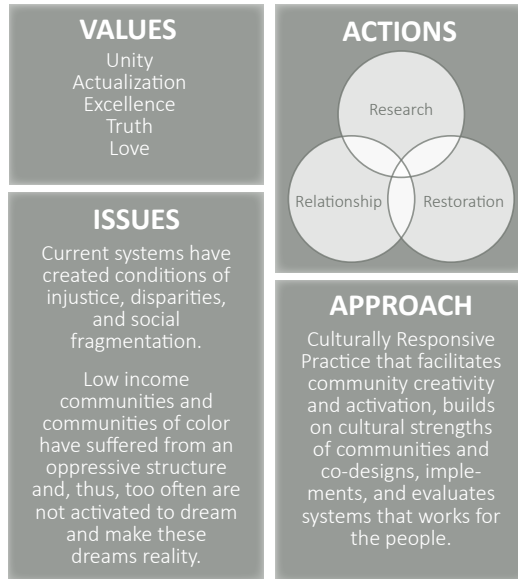 VALUES
Unity
Actualization
Excellence
Truth
Love
ISSUES
Current systems have
created conditions of
injustice, disparities,
and social
fragmentation.
Low income
communities and
communities of color
have suffered from an
oppressive structure
and, thus, too often are
not activated to dream
and make these
dreams reality.
ACTIONS
Research
Relationship
Restoration
APPROACH
Culturally Responsive
Practice that facilitates
community creativity
and activation, builds
on cultural strengths
of communities and
co-designs, imple-
ments, and evaluates
systems that works for
the people.